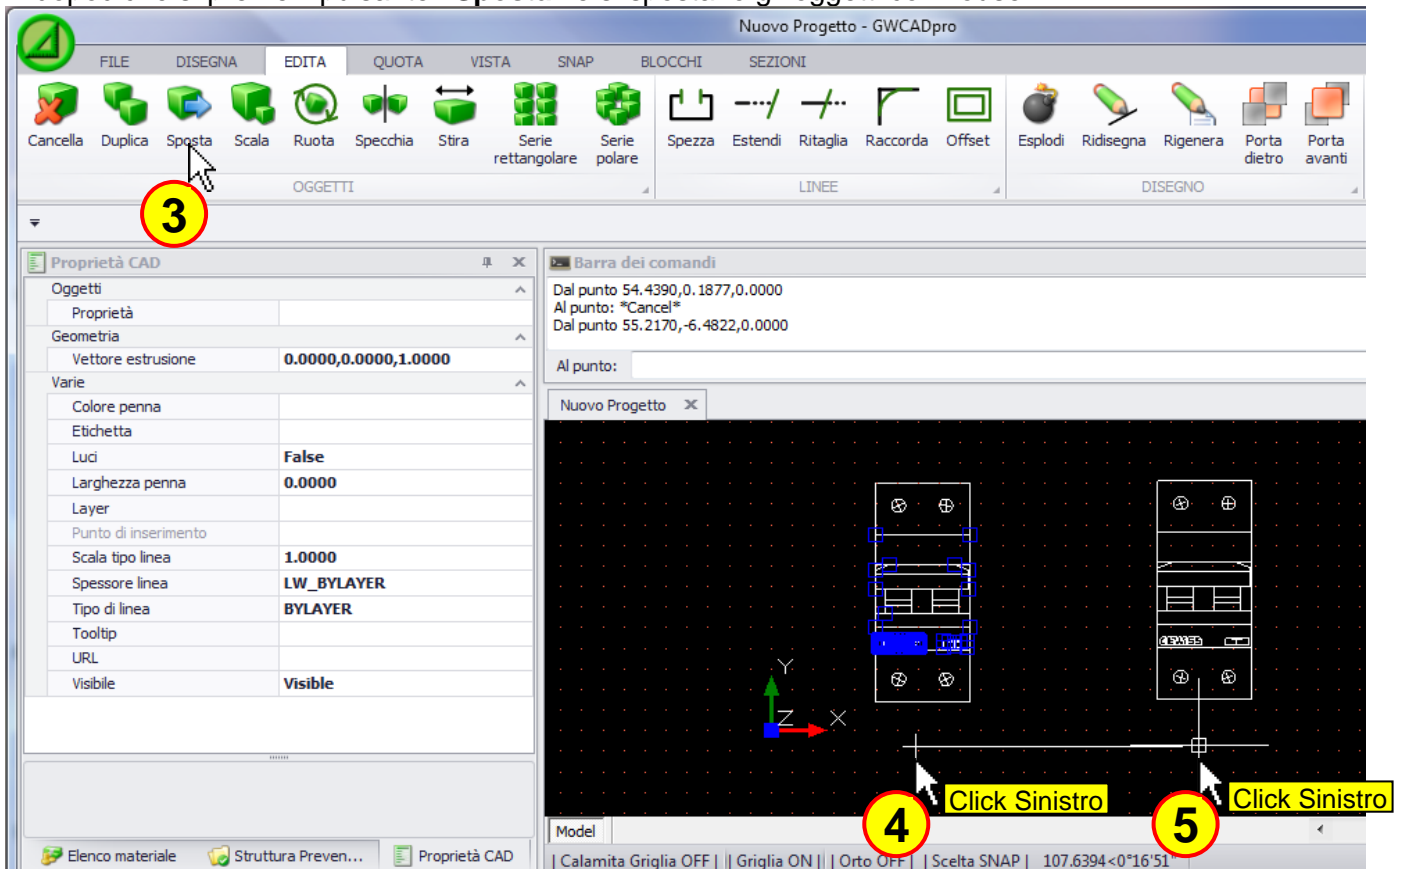 Nuovo Progetto - GWCADpro
FILE DISEGNA EDITA QUOTA VISTA SNAP BLOCCHI SEZIONI
Cancella Duplica Sposta Scala Ruota Specchia Stira Serie rettangolare Serie polare Spezza Estendi Ritaglia Raccorda Offset Esplodi Ridisegna Rigenera Porta dietro Porta avanti
OGGETTI LINEE DISEGNO
3
Proprietà CAD
Oggetti
Proprietà
Geometria
Vettore estrusione 0.0000,0.0000,1.0000
Varie
Colore penna
Etichetta
Luci False
Larghezza penna 0.0000
Layer
Punto di inserimento
Scala tipo linea 1.0000
Spessore linea LW_BYLAYER
Tipo di linea BYLAYER
Tooltip
URL
Visibile Visible
Elenco materiale Struttura Preven... Proprietà CAD
Barra dei comandi
Dal punto 54.4390,0.1877,0.0000
Al punto: *Cancel*
Dal punto 55.2170,-6.4822,0.0000
Al punto:
Nuovo Progetto
Y
Z X
Click Sinistro Click Sinistro
4 5
Model
| Calamita Griglia OFF | | Griglia ON | | Orto OFF | | Scelta SNAP | 107.6394<0°16'51"